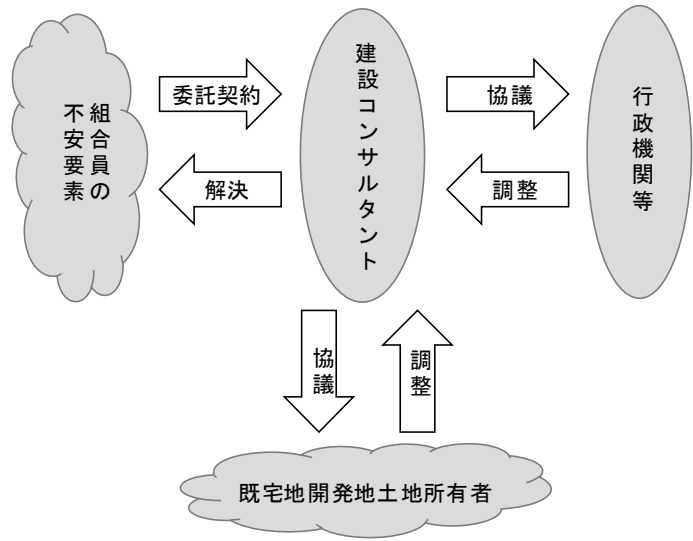 組合員の
不安要素
委託契約
解決
建設コンサルタント
協議
調整
行政機関等
協議
調整
既宅地開発地土地所有者